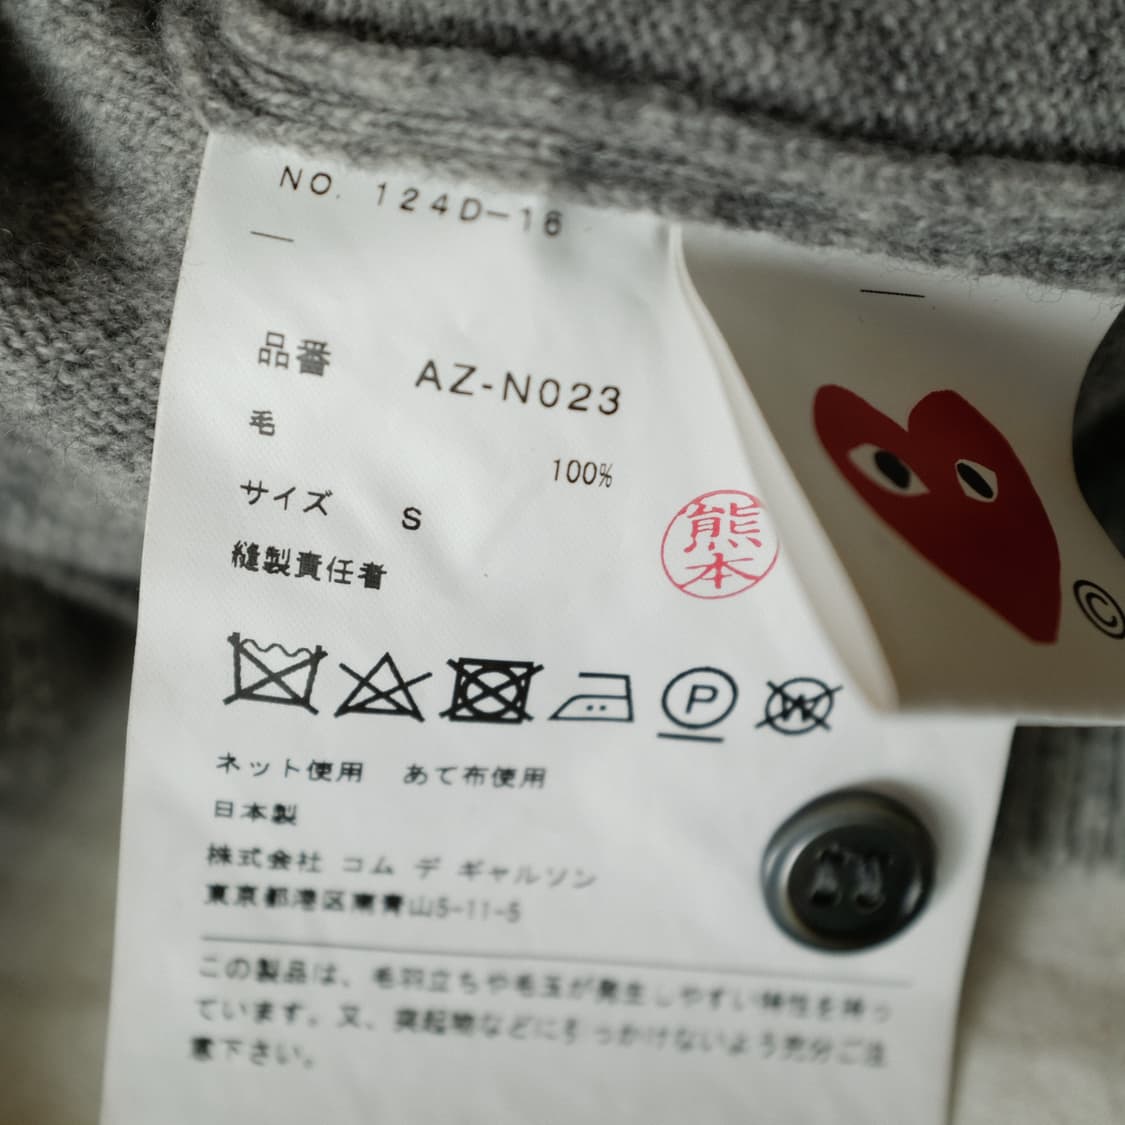 NO. 124D-16
品番 AZ-N023
毛
100%
サイズ S
縫製責任者
熊本
P
W
ネット使用 あて布使用
日本製
株式会社 コム デ ギャルソン
東京都港区南青山5-11-5
この製品は、毛羽立ちや毛玉が発生しやすい特性を持っ
ています。又、突起物などに引っかけないよう充分ご注
意下さい。
©